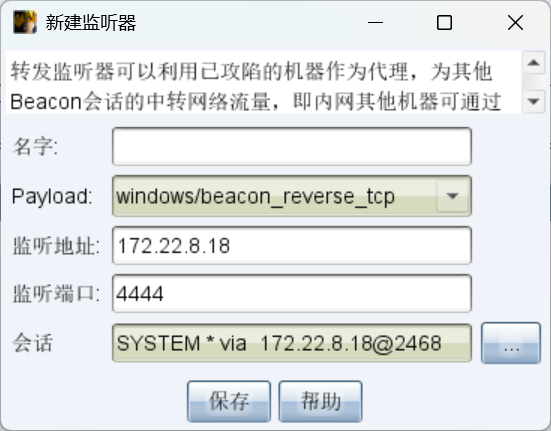 新建监听器
转发监听器可以利用已攻陷的机器作为代理，为其他
Beacon会话的中转网络流量，即内网其他机器可通过
名字:
Payload: windows/beacon_reverse_tcp
监听地址: 172.22.8.18
监听端口: 4444
会话 SYSTEM * via 172.22.8.18@2468 ...
保存 帮助